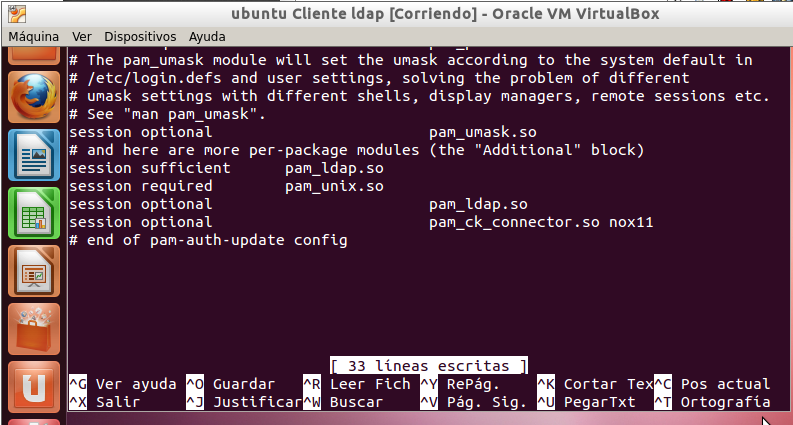 ubuntu Cliente ldap [Corriendo] - Oracle VM VirtualBox
Máquina Ver Dispositivos Ayuda
# The pam_umask module will set the umask according to the system default in
# /etc/login.defs and user settings, solving the problem of different
# umask settings with different shells, display managers, remote sessions etc.
# See "man pam_umask".
session optional pam_umask.so
# and here are more per-package modules (the "Additional" block)
session sufficient pam_ldap.so
session required pam_unix.so
session optional pam_ldap.so
session optional pam_ck_connector.so nox11
# end of pam-auth-update config
[ 33 líneas escritas ]
^G Ver ayuda ^O Guardar ^R Leer Fich ^Y RePág. ^K Cortar Tex ^C Pos actual
^X Salir ^J Justificar ^W Buscar ^V Pág. Sig. ^U PegarTxt ^T Ortografía